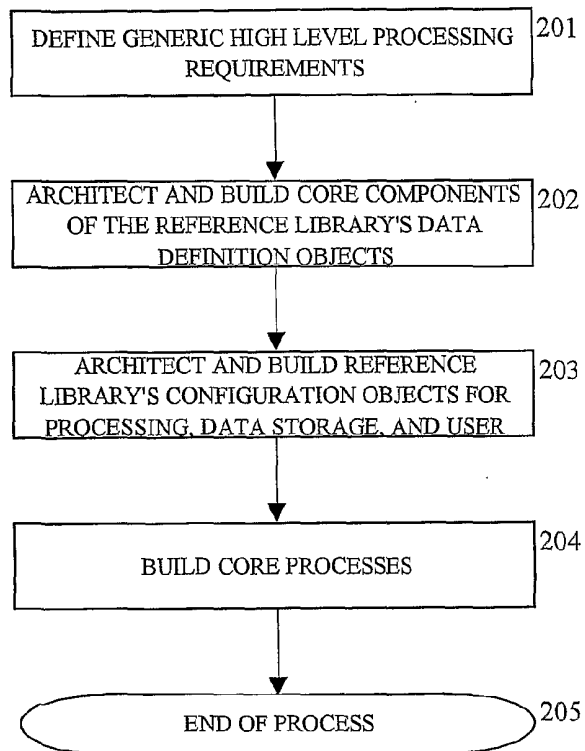 DEFINE GENERIC HIGH LEVEL PROCESSING
REQUIREMENTS
201
ARCHITECT AND BUILD CORE COMPONENTS
OF THE REFERENCE LIBRARY'S DATA
DEFINITION OBJECTS
202
ARCHITECT AND BUILD REFERENCE
LIBRARY'S CONFIGURATION OBJECTS FOR
PROCESSING, DATA STORAGE, AND USER
203
BUILD CORE PROCESSES
204
END OF PROCESS
205